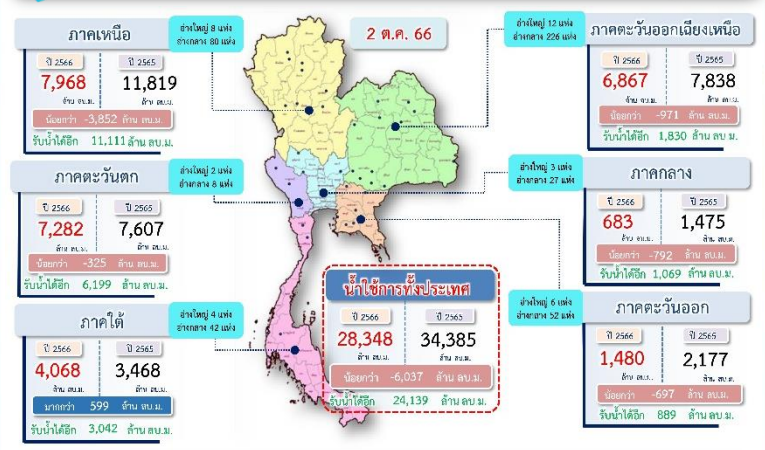 2 ต.ค. 66
ภาคเหนือ
อ่างใหญ่ 8 แห่ง
อ่างกลาง 80 แห่ง
ปี 2566 ปี 2565
7,968 11,819
ล้าน ลบ.ม. ล้าน ลบ.ม.
น้อยกว่า -3,852 ล้าน ลบ.ม.
รับน้ำได้อีก 11,111 ล้าน ลบ.ม.
ภาคตะวันออกเฉียงเหนือ
อ่างใหญ่ 12 แห่ง
อ่างกลาง 226 แห่ง
ปี 2566 ปี 2565
6,867 7,838
ล้าน ลบ.ม. ล้าน ลบ.ม.
น้อยกว่า -971 ล้าน ลบ.ม.
รับน้ำได้อีก 1,830 ล้าน ลบ.ม.
ภาคตะวันตก
อ่างใหญ่ 2 แห่ง
อ่างกลาง 8 แห่ง
ปี 2566 ปี 2565
7,282 7,607
ล้าน ลบ.ม. ล้าน ลบ.ม.
น้อยกว่า -325 ล้าน ลบ.ม.
รับน้ำได้อีก 6,199 ล้าน ลบ.ม.
ภาคกลาง
อ่างใหญ่ 3 แห่ง
อ่างกลาง 27 แห่ง
ปี 2566 ปี 2565
683 1,475
ล้าน ลบ.ม. ล้าน ลบ.ม.
น้อยกว่า -792 ล้าน ลบ.ม.
รับน้ำได้อีก 1,069 ล้าน ลบ.ม.
ภาคใต้
อ่างใหญ่ 4 แห่ง
อ่างกลาง 42 แห่ง
ปี 2566 ปี 2565
4,068 3,468
ล้าน ลบ.ม. ล้าน ลบ.ม.
มากกว่า 599 ล้าน ลบ.ม.
รับน้ำได้อีก 3,042 ล้าน ลบ.ม.
น้ำใช้การทั้งประเทศ
ปี 2566 ปี 2565
28,348 34,385
ล้าน ลบ.ม. ล้าน ลบ.ม.
น้อยกว่า -6,037 ล้าน ลบ.ม.
รับน้ำได้อีก 24,139 ล้าน ลบ.ม.
ภาคตะวันออก
อ่างใหญ่ 6 แห่ง
อ่างกลาง 52 แห่ง
ปี 2566 ปี 2565
1,480 2,177
ล้าน ลบ.ม. ล้าน ลบ.ม.
น้อยกว่า -697 ล้าน ลบ.ม.
รับน้ำได้อีก 889 ล้าน ลบ.ม.